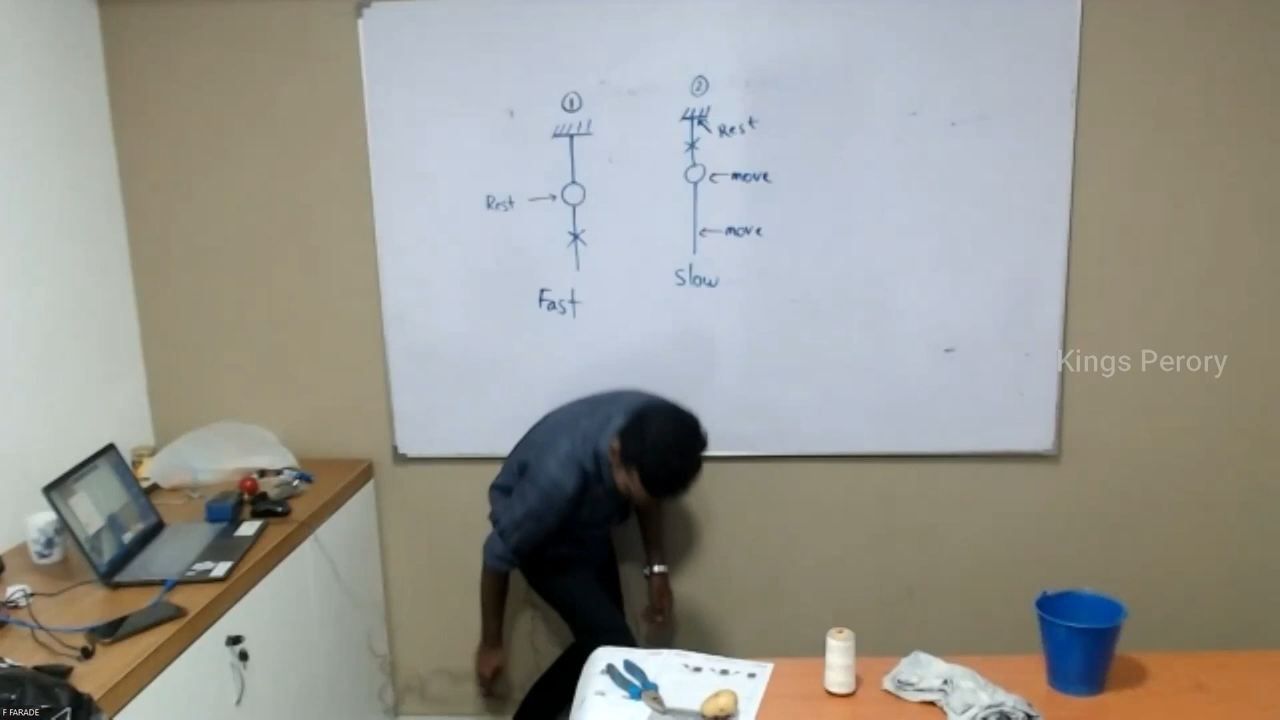 ①
②
Rest
move
Rest
move
Fast
Slow
Kings Perory
F FARADE